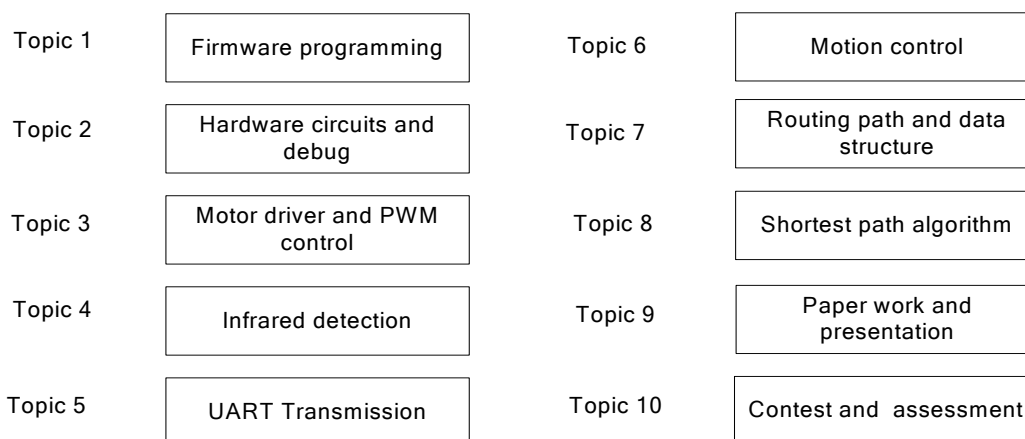 Topic 1
Firmware programming
Topic 2
Hardware circuits and
debug
Topic 3
Motor driver and PWM
control
Topic 4
Infrared detection
Topic 5
UART Transmission
Topic 6
Motion control
Topic 7
Routing path and data
structure
Topic 8
Shortest path algorithm
Topic 9
Paper work and
presentation
Topic 10
Contest and assessment